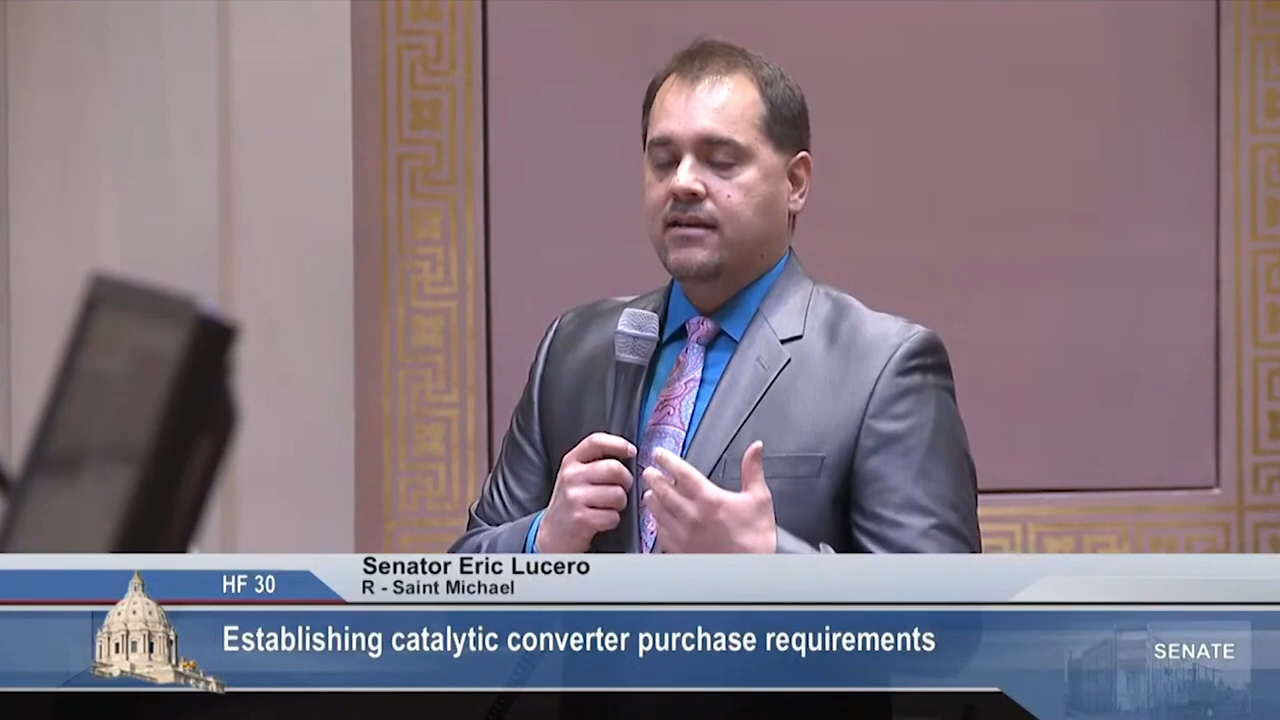 Senator Eric Lucero
HF 30
R - Saint Michael
Establishing catalytic converter purchase requirements
SENATE